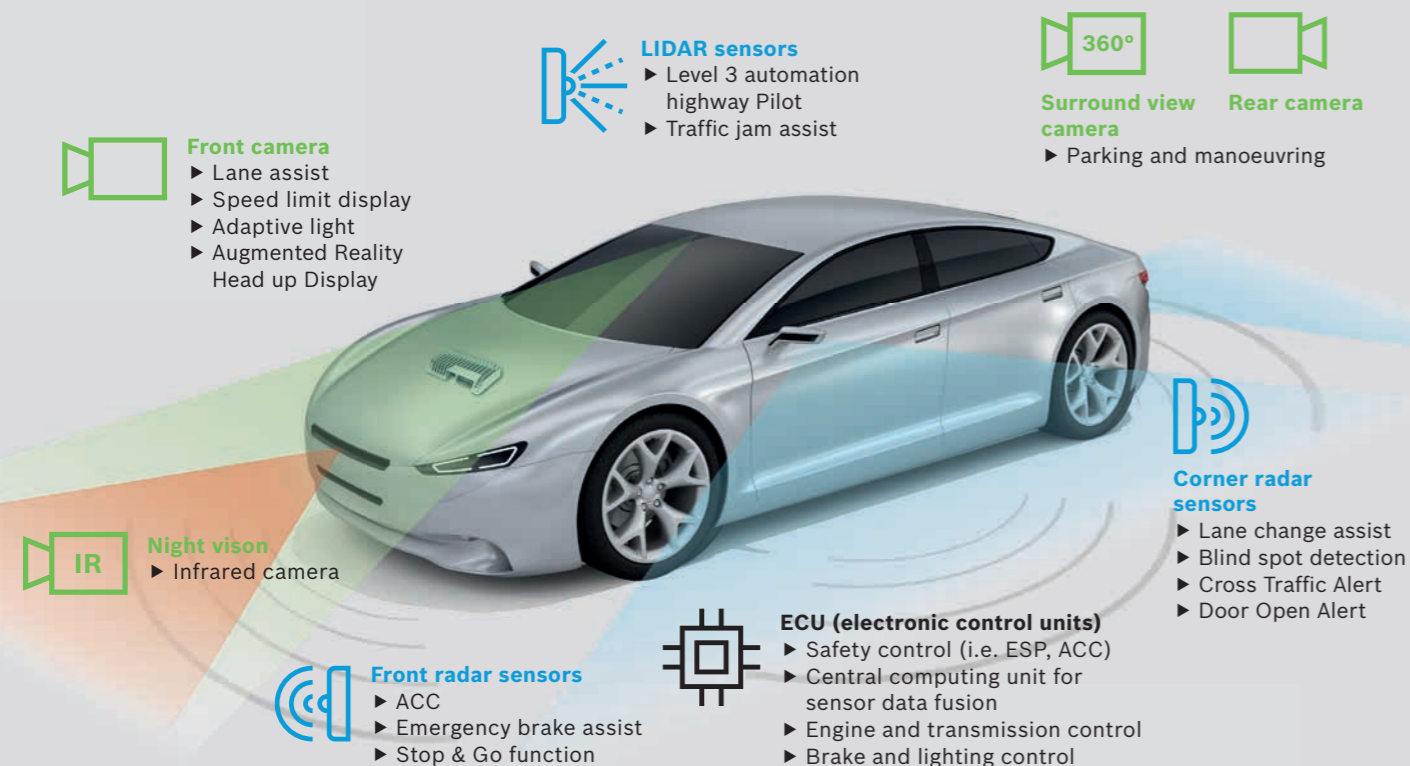 LIDAR sensors
▶ Level 3 automation
highway Pilot
▶ Traffic jam assist
360°
Surround view
camera
Rear camera
▶ Parking and manoeuvring
Front camera
▶ Lane assist
▶ Speed limit display
▶ Adaptive light
▶ Augmented Reality
Head up Display
IR
Night vison
▶ Infrared camera
Corner radar
sensors
▶ Lane change assist
▶ Blind spot detection
▶ Cross Traffic Alert
▶ Door Open Alert
Front radar sensors
▶ ACC
▶ Emergency brake assist
▶ Stop & Go function
ECU (electronic control units)
▶ Safety control (i.e. ESP, ACC)
▶ Central computing unit for
sensor data fusion
▶ Engine and transmission control
▶ Brake and lighting control